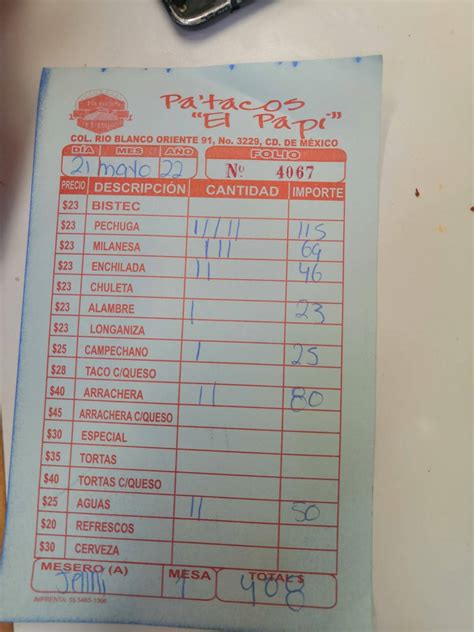 Pa'tacos
"El Papi"
COL. RIO BLANCO ORIENTE 91, No. 3229, CD. DE MÉXICO
DÍA MES AÑO FOLIO
21 mayo 22 Nº 4067
PRECIO DESCRIPCIÓN CANTIDAD IMPORTE
$23 BISTEC
$23 PECHUGA ||||| 115
$23 MILANESA ||| 69
$23 ENCHILADA || 46
$23 CHULETA
$23 ALAMBRE | 23
$23 LONGANIZA
$25 CAMPECHANO 1 25
$28 TACO C/QUESO
$40 ARRACHERA || 80
$45 ARRACHERA C/QUESO
$30 ESPECIAL
$35 TORTAS
$40 TORTAS C/QUESO
$25 AGUAS || 50
$20 REFRESCOS
$30 CERVEZA
MESERO (A) MESA TOTAL $
1 408